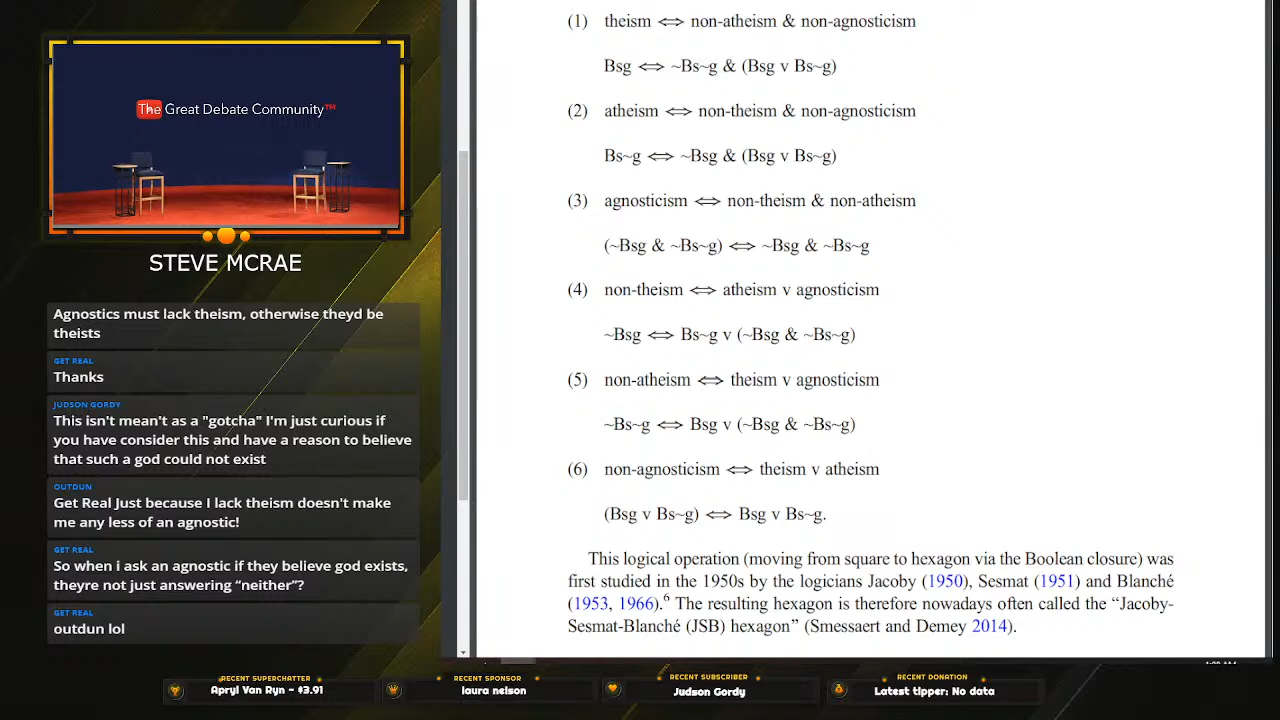 The Great Debate Community™
STEVE MCRAE
Agnostics must lack theism, otherwise theyd be
theists
GET REAL
Thanks
JUDSON GORDY
This isn't mean't as a "gotcha" I'm just curious if
you have consider this and have a reason to believe
that such a god could not exist
OUTDUN
Get Real Just because I lack theism doesn't make
me any less of an agnostic!
GET REAL
So when i ask an agnostic if they believe god exists,
theyre not just answering “neither”?
GET REAL
outdun lol
(1) theism ⇔ non-atheism & non-agnosticism
Bsg ⇔ ~Bs~g & (Bsg v Bs~g)
(2) atheism ⇔ non-theism & non-agnosticism
Bs~g ⇔ ~Bsg & (Bsg v Bs~g)
(3) agnosticism ⇔ non-theism & non-atheism
(~Bsg & ~Bs~g) ⇔ ~Bsg & ~Bs~g
(4) non-theism ⇔ atheism v agnosticism
~Bsg ⇔ Bs~g v (~Bsg & ~Bs~g)
(5) non-atheism ⇔ theism v agnosticism
~Bs~g ⇔ Bsg v (~Bsg & ~Bs~g)
(6) non-agnosticism ⇔ theism v atheism
(Bsg v Bs~g) ⇔ Bsg v Bs~g.
This logical operation (moving from square to hexagon via the Boolean closure) was
first studied in the 1950s by the logicians Jacoby (1950), Sesmat (1951) and Blanché
(1953, 1966).⁶ The resulting hexagon is therefore nowadays often called the “Jacoby-
Sesmat-Blanché (JSB) hexagon” (Smessaert and Demey 2014).
RECENT SUPERCHATTER
Apryl Van Ryn - $3.91
RECENT SPONSOR
laura nelson
RECENT SUBSCRIBER
Judson Gordy
RECENT DONATION
Latest tipper: No data